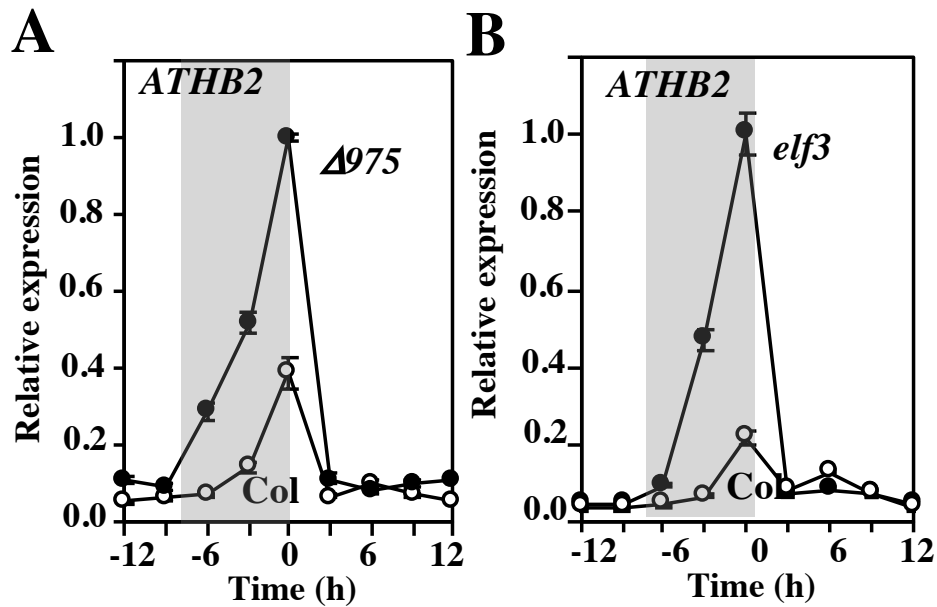 A
ATHB2
Δ975
Col
Relative expression
1.0
0.8
0.6
0.4
0.2
0.0
-12
-6
0
6
12
Time (h)
B
ATHB2
elf3
Col
Relative expression
1.0
0.8
0.6
0.4
0.2
0.0
-12
-6
0
6
12
Time (h)